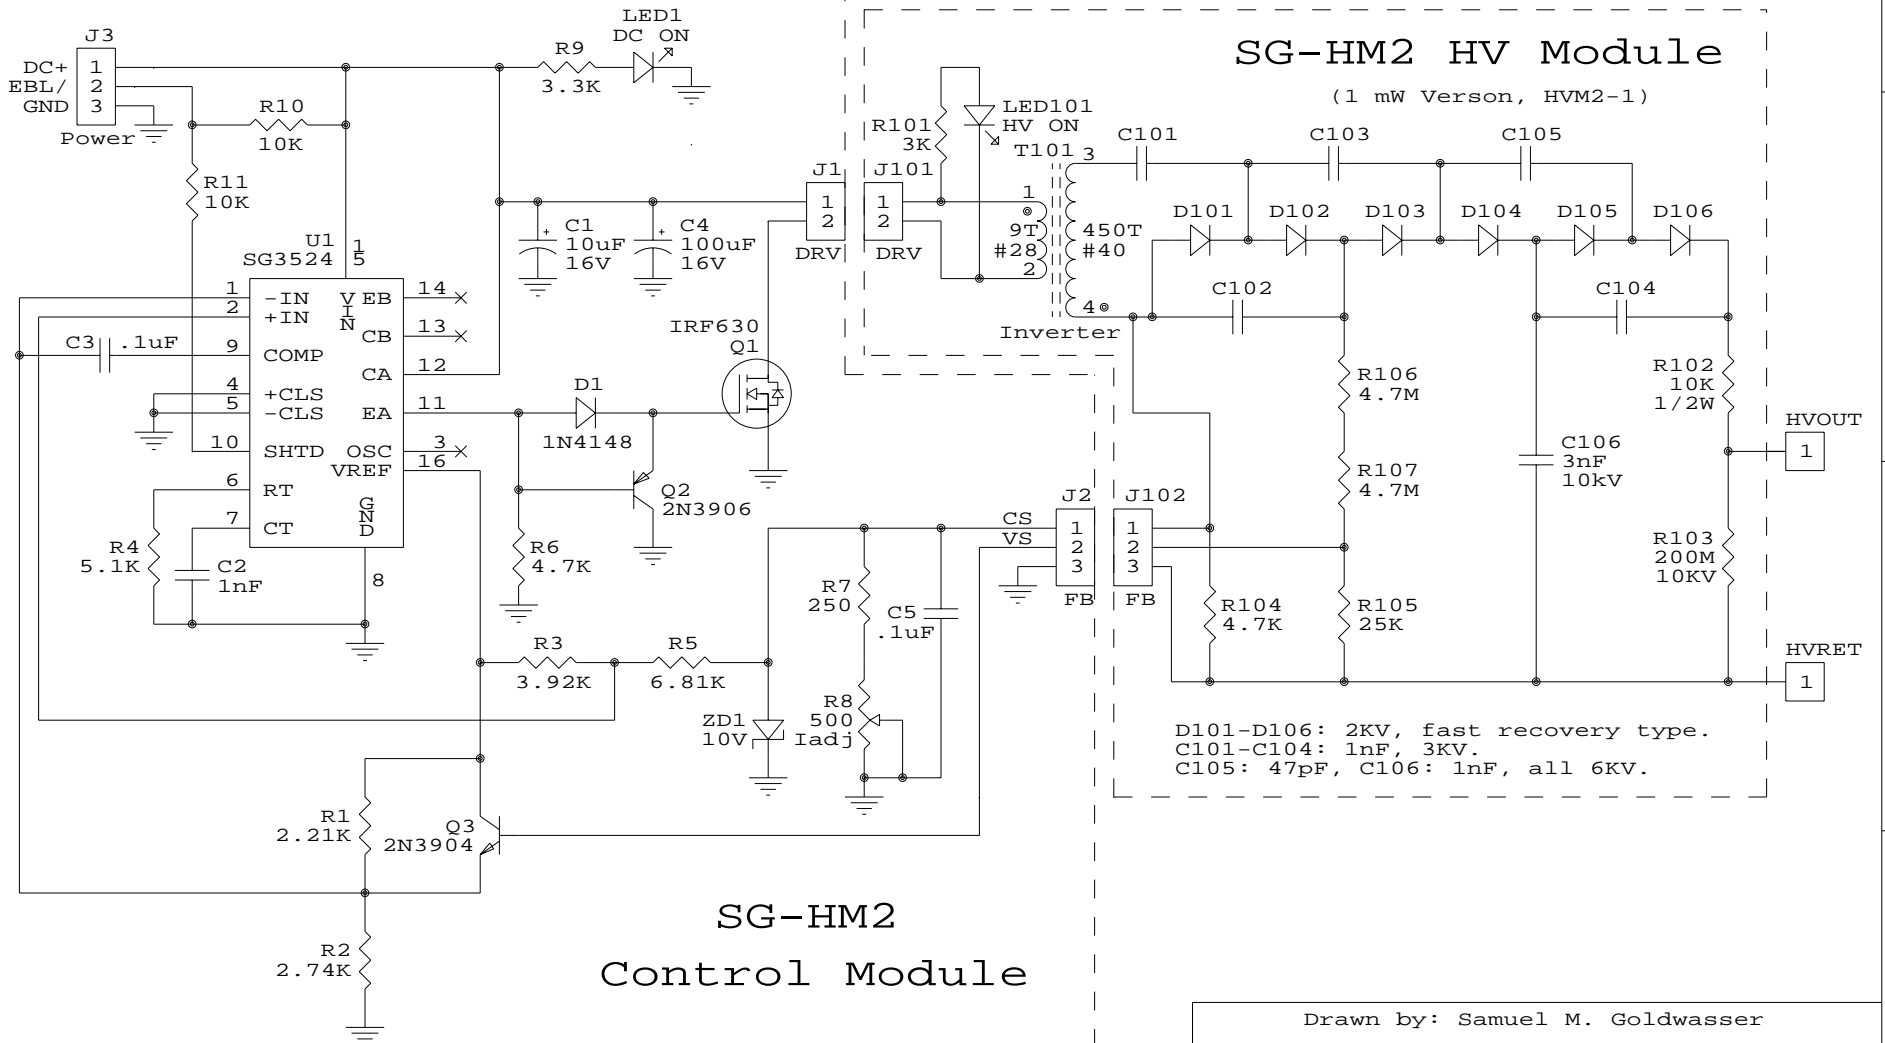 SG-HM2 HV Module
(1 mW Verson, HVM2-1)
J3
DC+ 1
EBL/ 2
GND 3
Power
R10
10K
R11
10K
R9
3.3K
LED1
DC ON
U1
SG3524
1
5
1 -IN
2 +IN
9 COMP
4 +CLS
5 -CLS
10 SHTD
6 RT
7 CT
VIN
GND
EB 14
CB 13
CA 12
EA 11
OSC 3
VREF 16
8
C3 .1uF
R4
5.1K
C2
1nF
C1
10uF
16V
C4
100uF
16V
J1
1
2
DRV
J101
1
2
DRV
R101
3K
LED101
HV ON
T101
1
9T
#28
2
3
450T
#40
4
Inverter
C101
C103
C105
D101
D102
D103
D104
D105
D106
C102
C104
IRF630
Q1
D1
1N4148
Q2
2N3906
R6
4.7K
R106
4.7M
R107
4.7M
R102
10K
1/2W
C106
3nF
10kV
HVOUT
1
R103
200M
10KV
J2
CS 1
VS 2
3
FB
J102
1
2
3
FB
R104
4.7K
R105
25K
HVRET
1
R7
250
C5
.1uF
R3
3.92K
R5
6.81K
R8
500
Iadj
ZD1
10V
R1
2.21K
Q3
2N3904
R2
2.74K
D101-D106: 2KV, fast recovery type.
C101-C104: 1nF, 3KV.
C105: 47pF, C106: 1nF, all 6KV.
SG-HM2
Control Module
Drawn by: Samuel M. Goldwasser